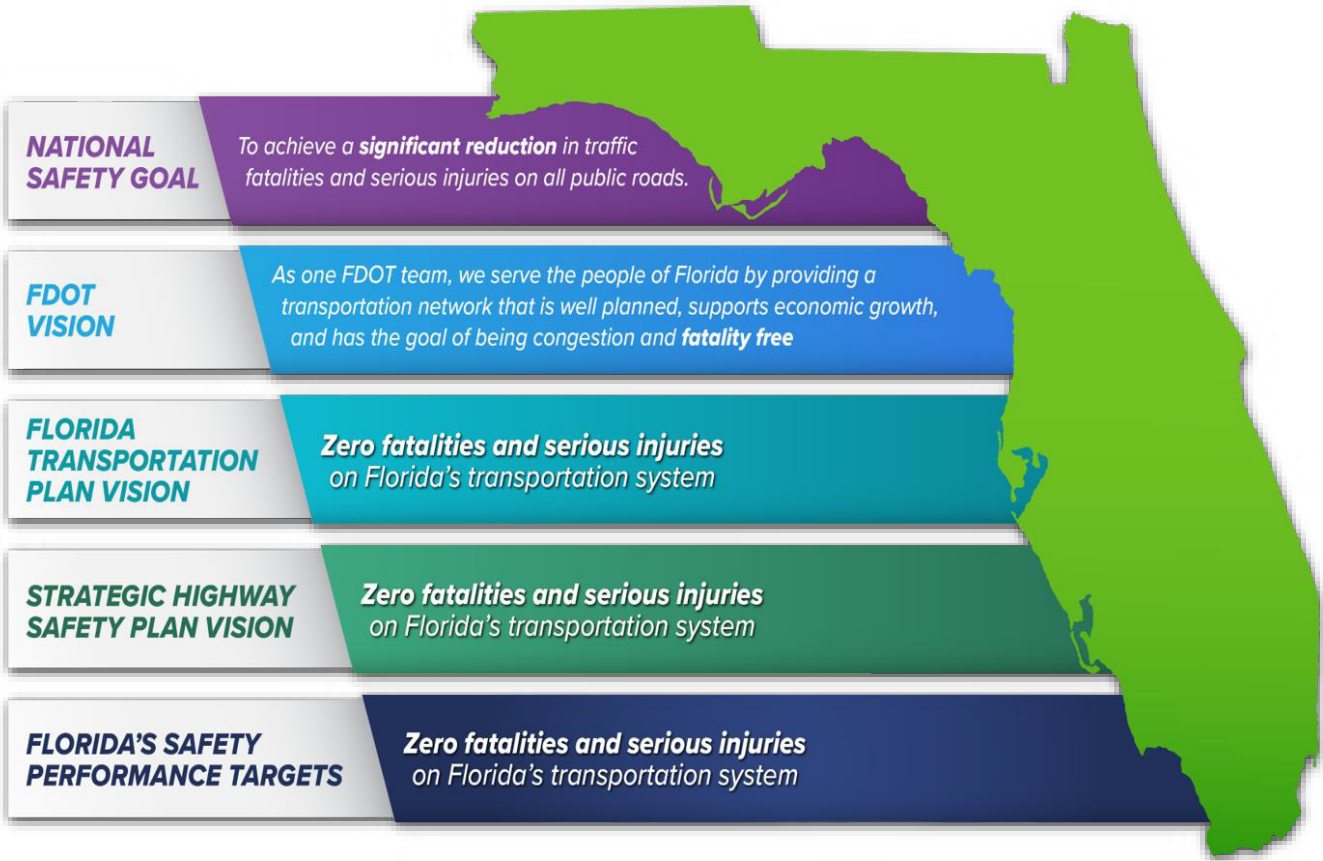 NATIONAL
SAFETY GOAL
To achieve a significant reduction in traffic
fatalities and serious injuries on all public roads.
FDOT
VISION
As one FDOT team, we serve the people of Florida by providing a
transportation network that is well planned, supports economic growth,
and has the goal of being congestion and fatality free
FLORIDA
TRANSPORTATION
PLAN VISION
Zero fatalities and serious injuries
on Florida's transportation system
STRATEGIC HIGHWAY
SAFETY PLAN VISION
Zero fatalities and serious injuries
on Florida's transportation system
FLORIDA'S SAFETY
PERFORMANCE TARGETS
Zero fatalities and serious injuries
on Florida's transportation system